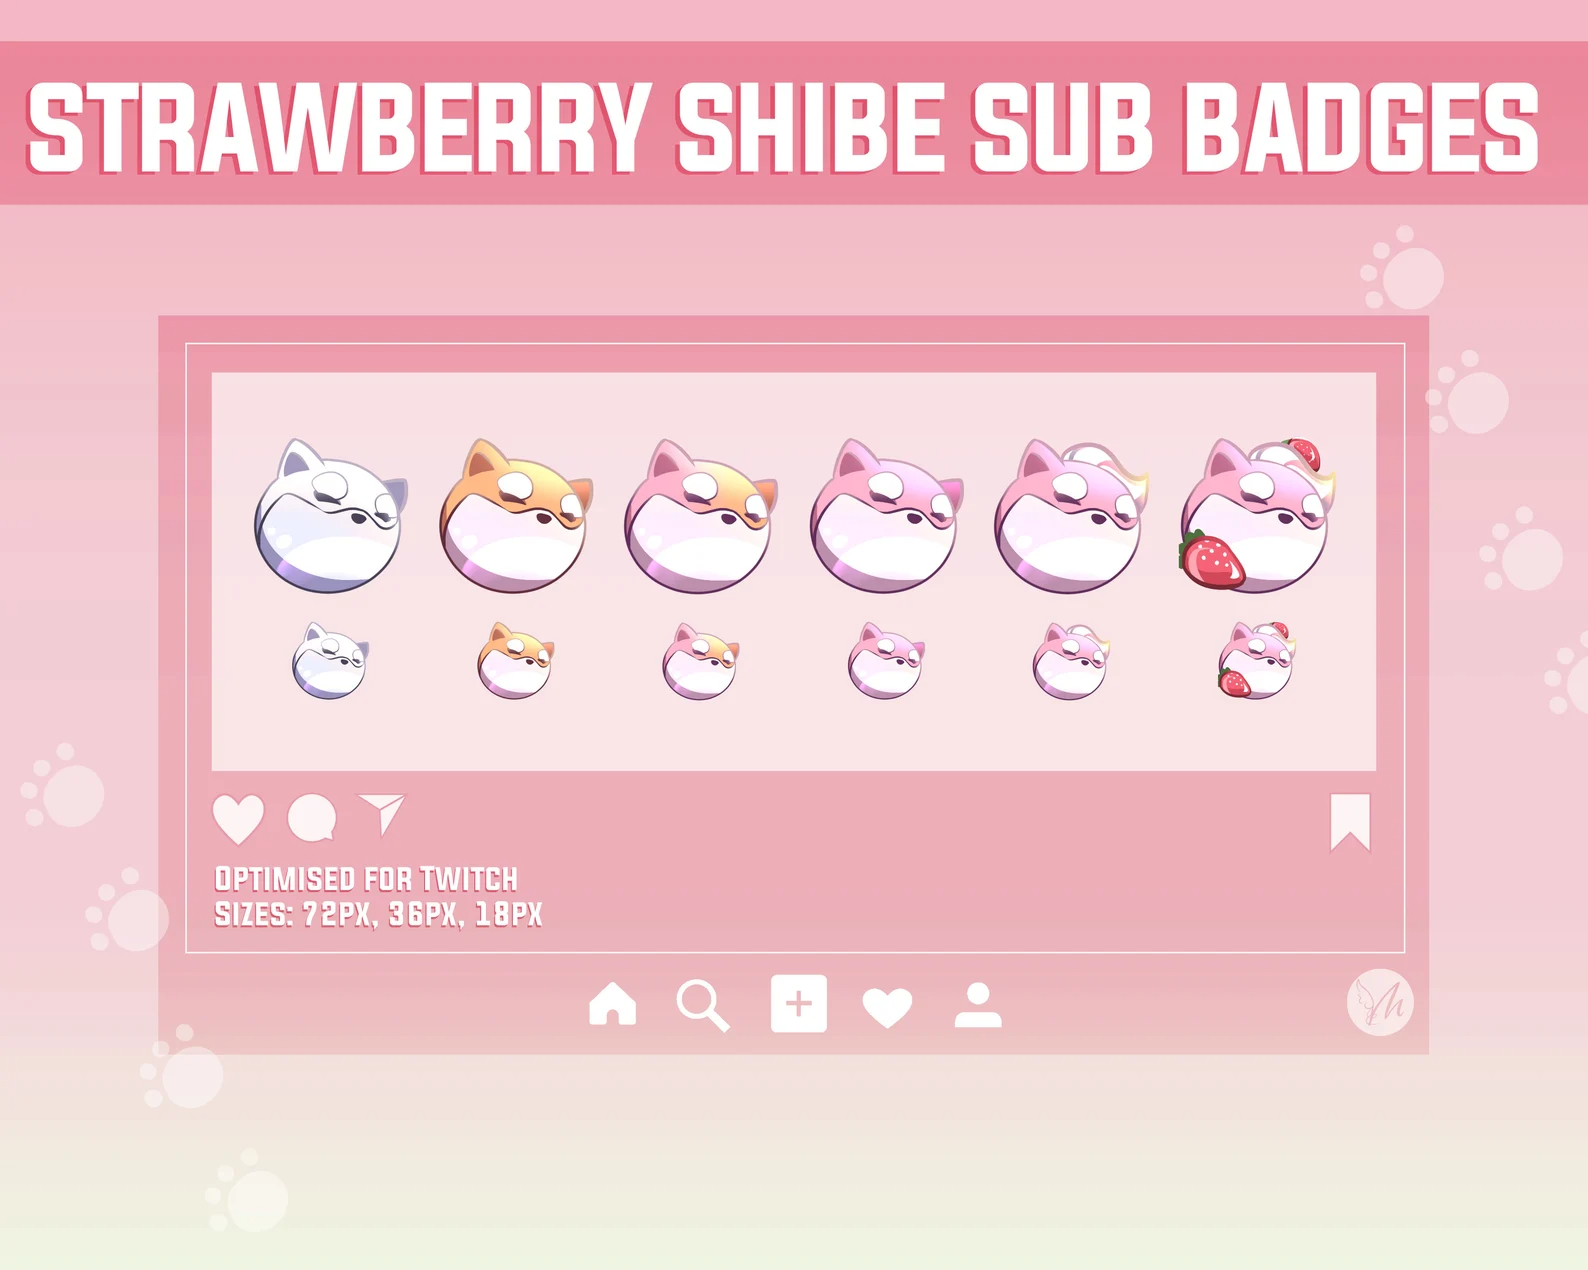 STRAWBERRY SHIBE SUB BADGES
OPTIMISED FOR TWITCH
SIZES: 72PX, 36PX, 18PX